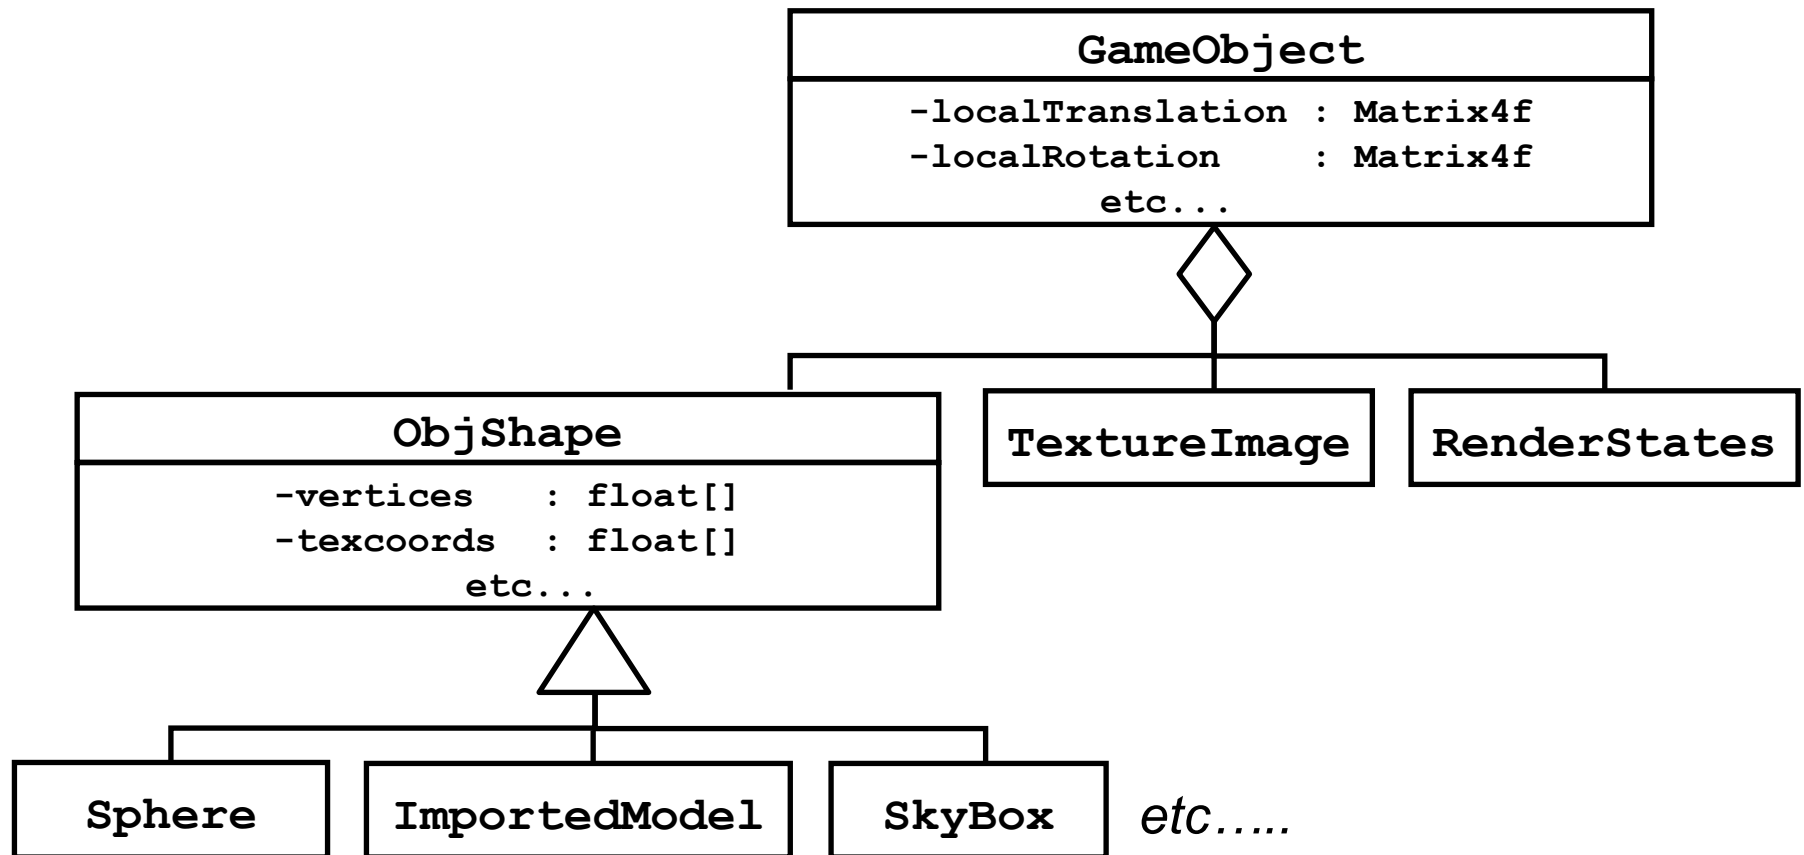 GameObject
-localTranslation : Matrix4f
-localRotation : Matrix4f
etc...
ObjShape
-vertices : float[]
-texcoords : float[]
etc...
TextureImage
RenderStates
Sphere
ImportedModel
SkyBox
etc…..